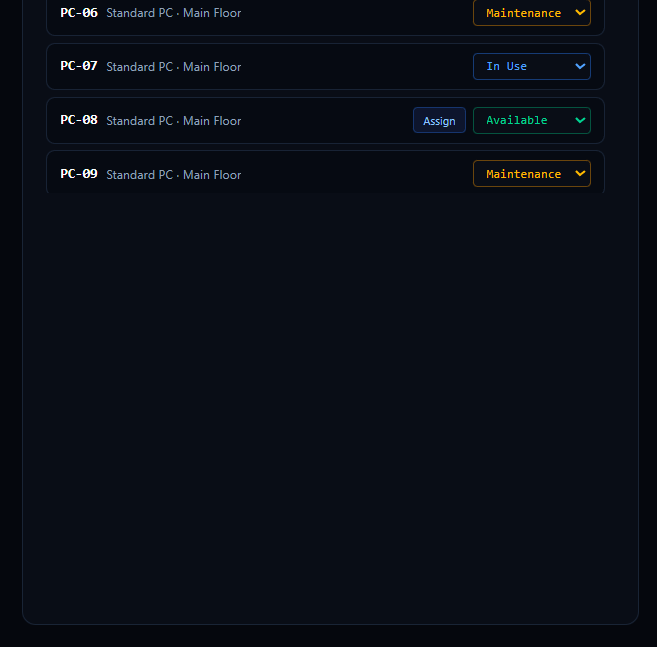 PC-06 Standard PC · Main Floor Maintenance
PC-07 Standard PC · Main Floor In Use
PC-08 Standard PC · Main Floor Assign Available
PC-09 Standard PC · Main Floor Maintenance